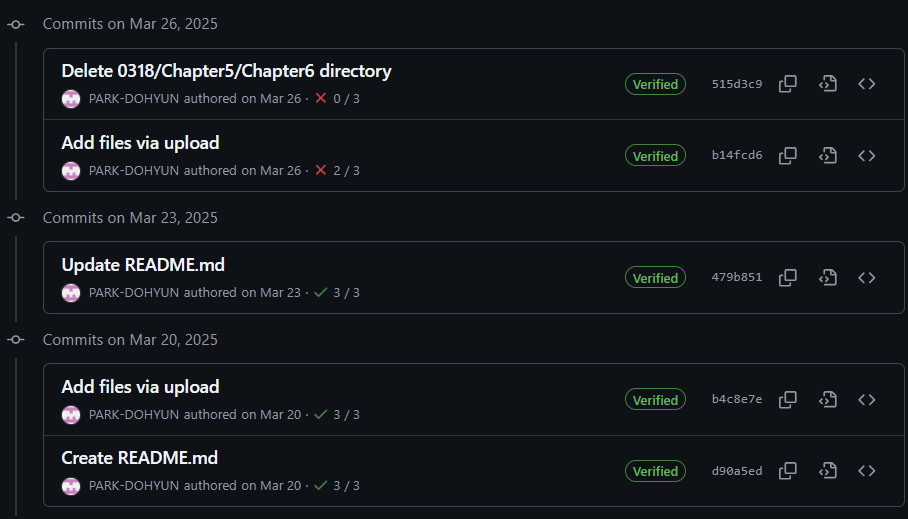 Commits on Mar 26, 2025
Delete 0318/Chapter5/Chapter6 directory
Verified 515d3c9
PARK-DOHYUN authored on Mar 26 · 0 / 3
Add files via upload
Verified b14fcd6
PARK-DOHYUN authored on Mar 26 · 2 / 3
Commits on Mar 23, 2025
Update README.md
Verified 479b851
PARK-DOHYUN authored on Mar 23 · 3 / 3
Commits on Mar 20, 2025
Add files via upload
Verified b4c8e7e
PARK-DOHYUN authored on Mar 20 · 3 / 3
Create README.md
Verified d90a5ed
PARK-DOHYUN authored on Mar 20 · 3 / 3